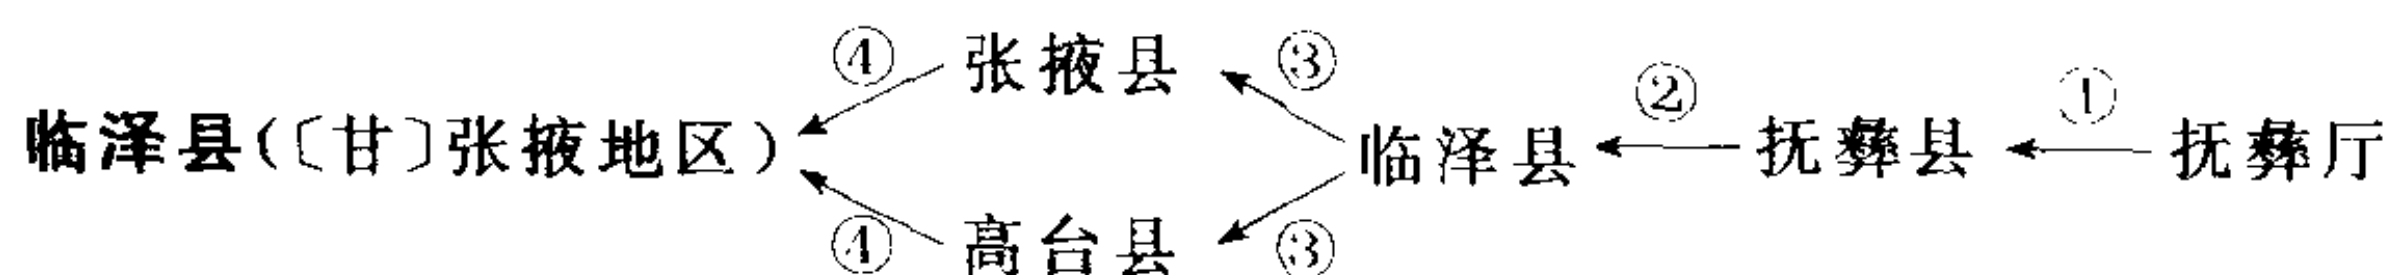 ④ 张掖县 ③
临泽县(〔甘〕张掖地区) 临泽县 ② 抚彝县 ① 抚彝厅
④ 高台县 ③